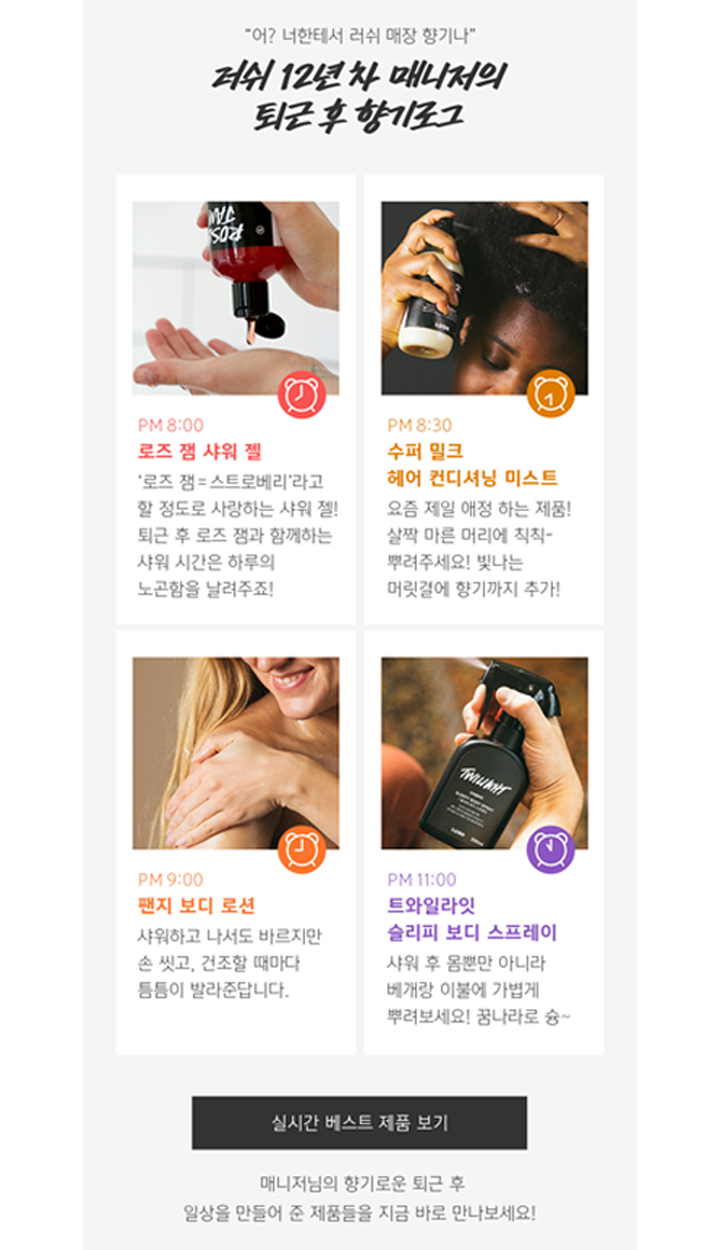 “어? 너한테서 러쉬 매장 향기나”
러쉬 12년 차 매니저의
퇴근 후 향기로그
ROSE JAM
PM 8:00
로즈 잼 샤워 젤
‘로즈 잼=스트로베리’라고
할 정도로 사랑하는 샤워 젤!
퇴근 후 로즈 잼과 함께하는
샤워 시간은 하루의
노곤함을 날려주죠!
PM 8:30
수퍼 밀크
헤어 컨디셔닝 미스트
요즘 제일 애정 하는 제품!
살짝 마른 머리에 칙칙-
뿌려주세요! 빛나는
머릿결에 향기까지 추가!
PM 9:00
팬지 보디 로션
샤워하고 나서도 바르지만
손 씻고, 건조할 때마다
틈틈이 발라준답니다.
TWILIGHT
PM 11:00
트와일라잇
슬리피 보디 스프레이
샤워 후 몸뿐만 아니라
베개랑 이불에 가볍게
뿌려보세요! 꿈나라로 슝~
실시간 베스트 제품 보기
매니저님의 향기로운 퇴근 후
일상을 만들어 준 제품들을 지금 바로 만나보세요!